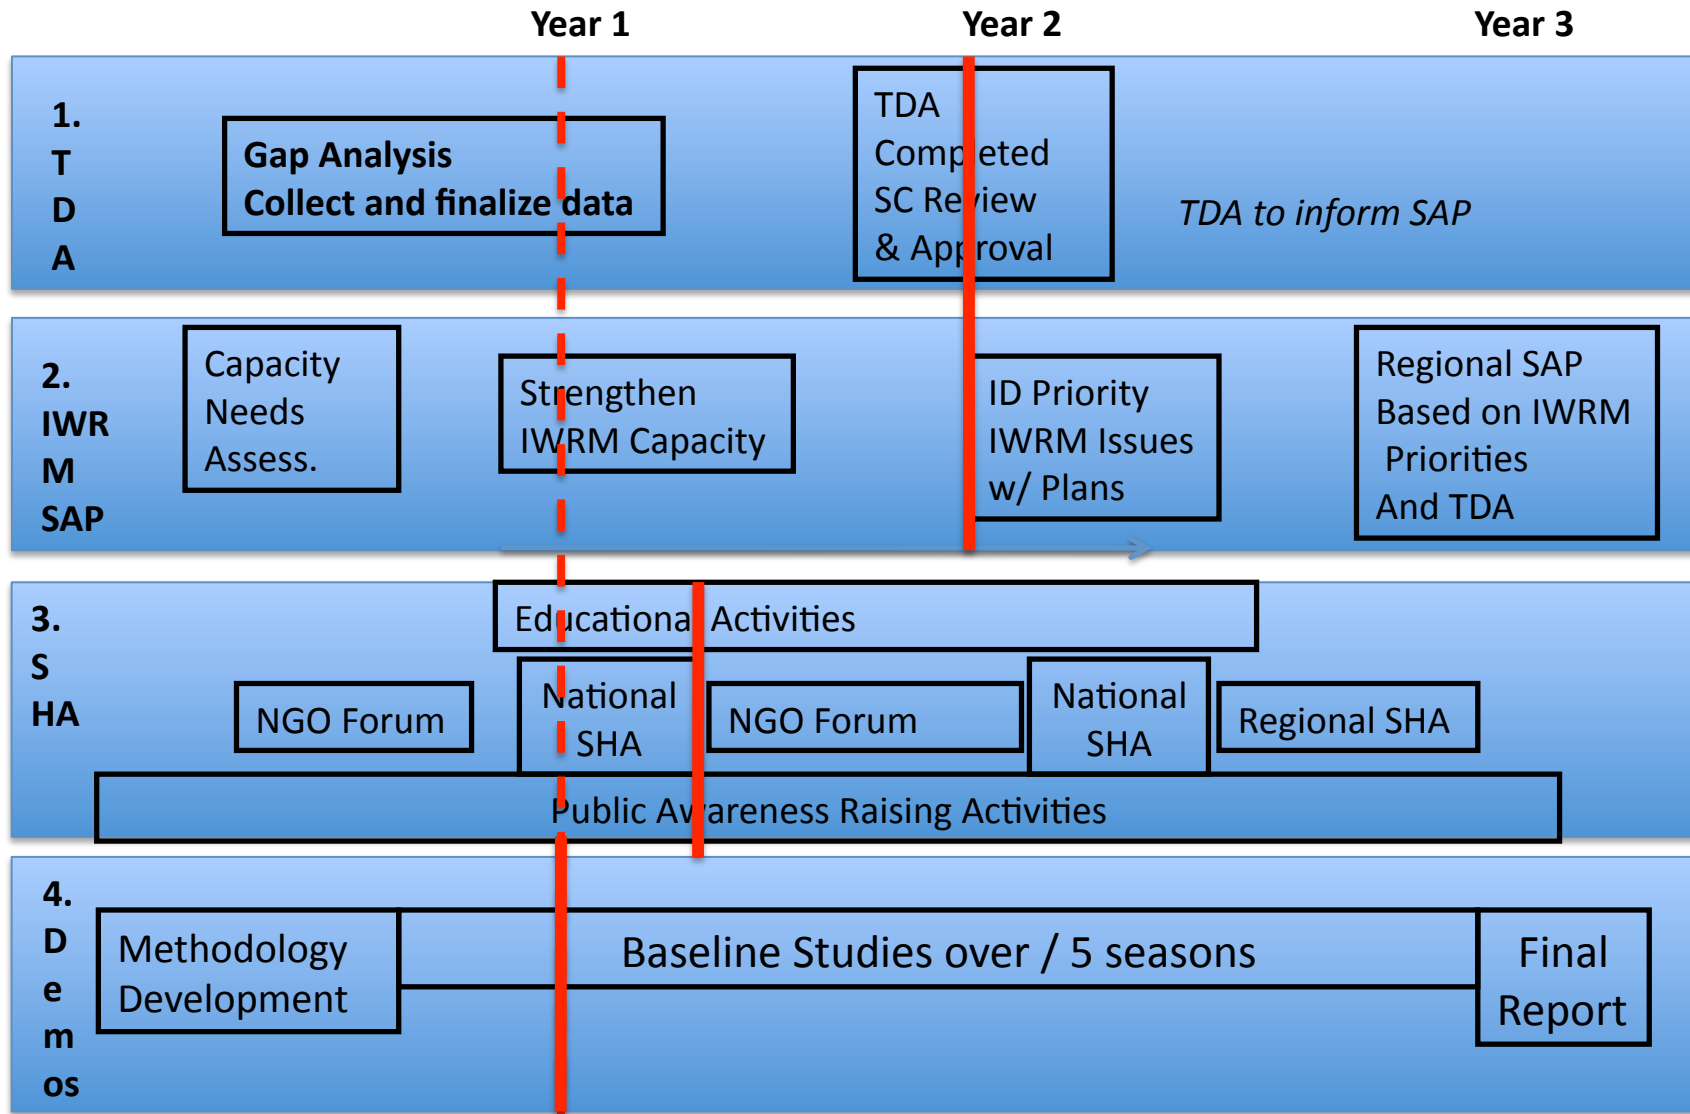 Year 1
Year 2
Year 3
1.
T
D
A
Gap Analysis
Collect and finalize data
TDA
Completed
SC Review
& Approval
TDA to inform SAP
2.
IWR
M
SAP
Capacity
Needs
Assess.
Strengthen
IWRM Capacity
ID Priority
IWRM Issues
w/ Plans
Regional SAP
Based on IWRM
Priorities
And TDA
3.
S
HA
Educational Activities
NGO Forum
National
SHA
NGO Forum
National
SHA
Regional SHA
Public Awareness Raising Activities
4.
D
e
m
os
Methodology
Development
Baseline Studies over / 5 seasons
Final
Report